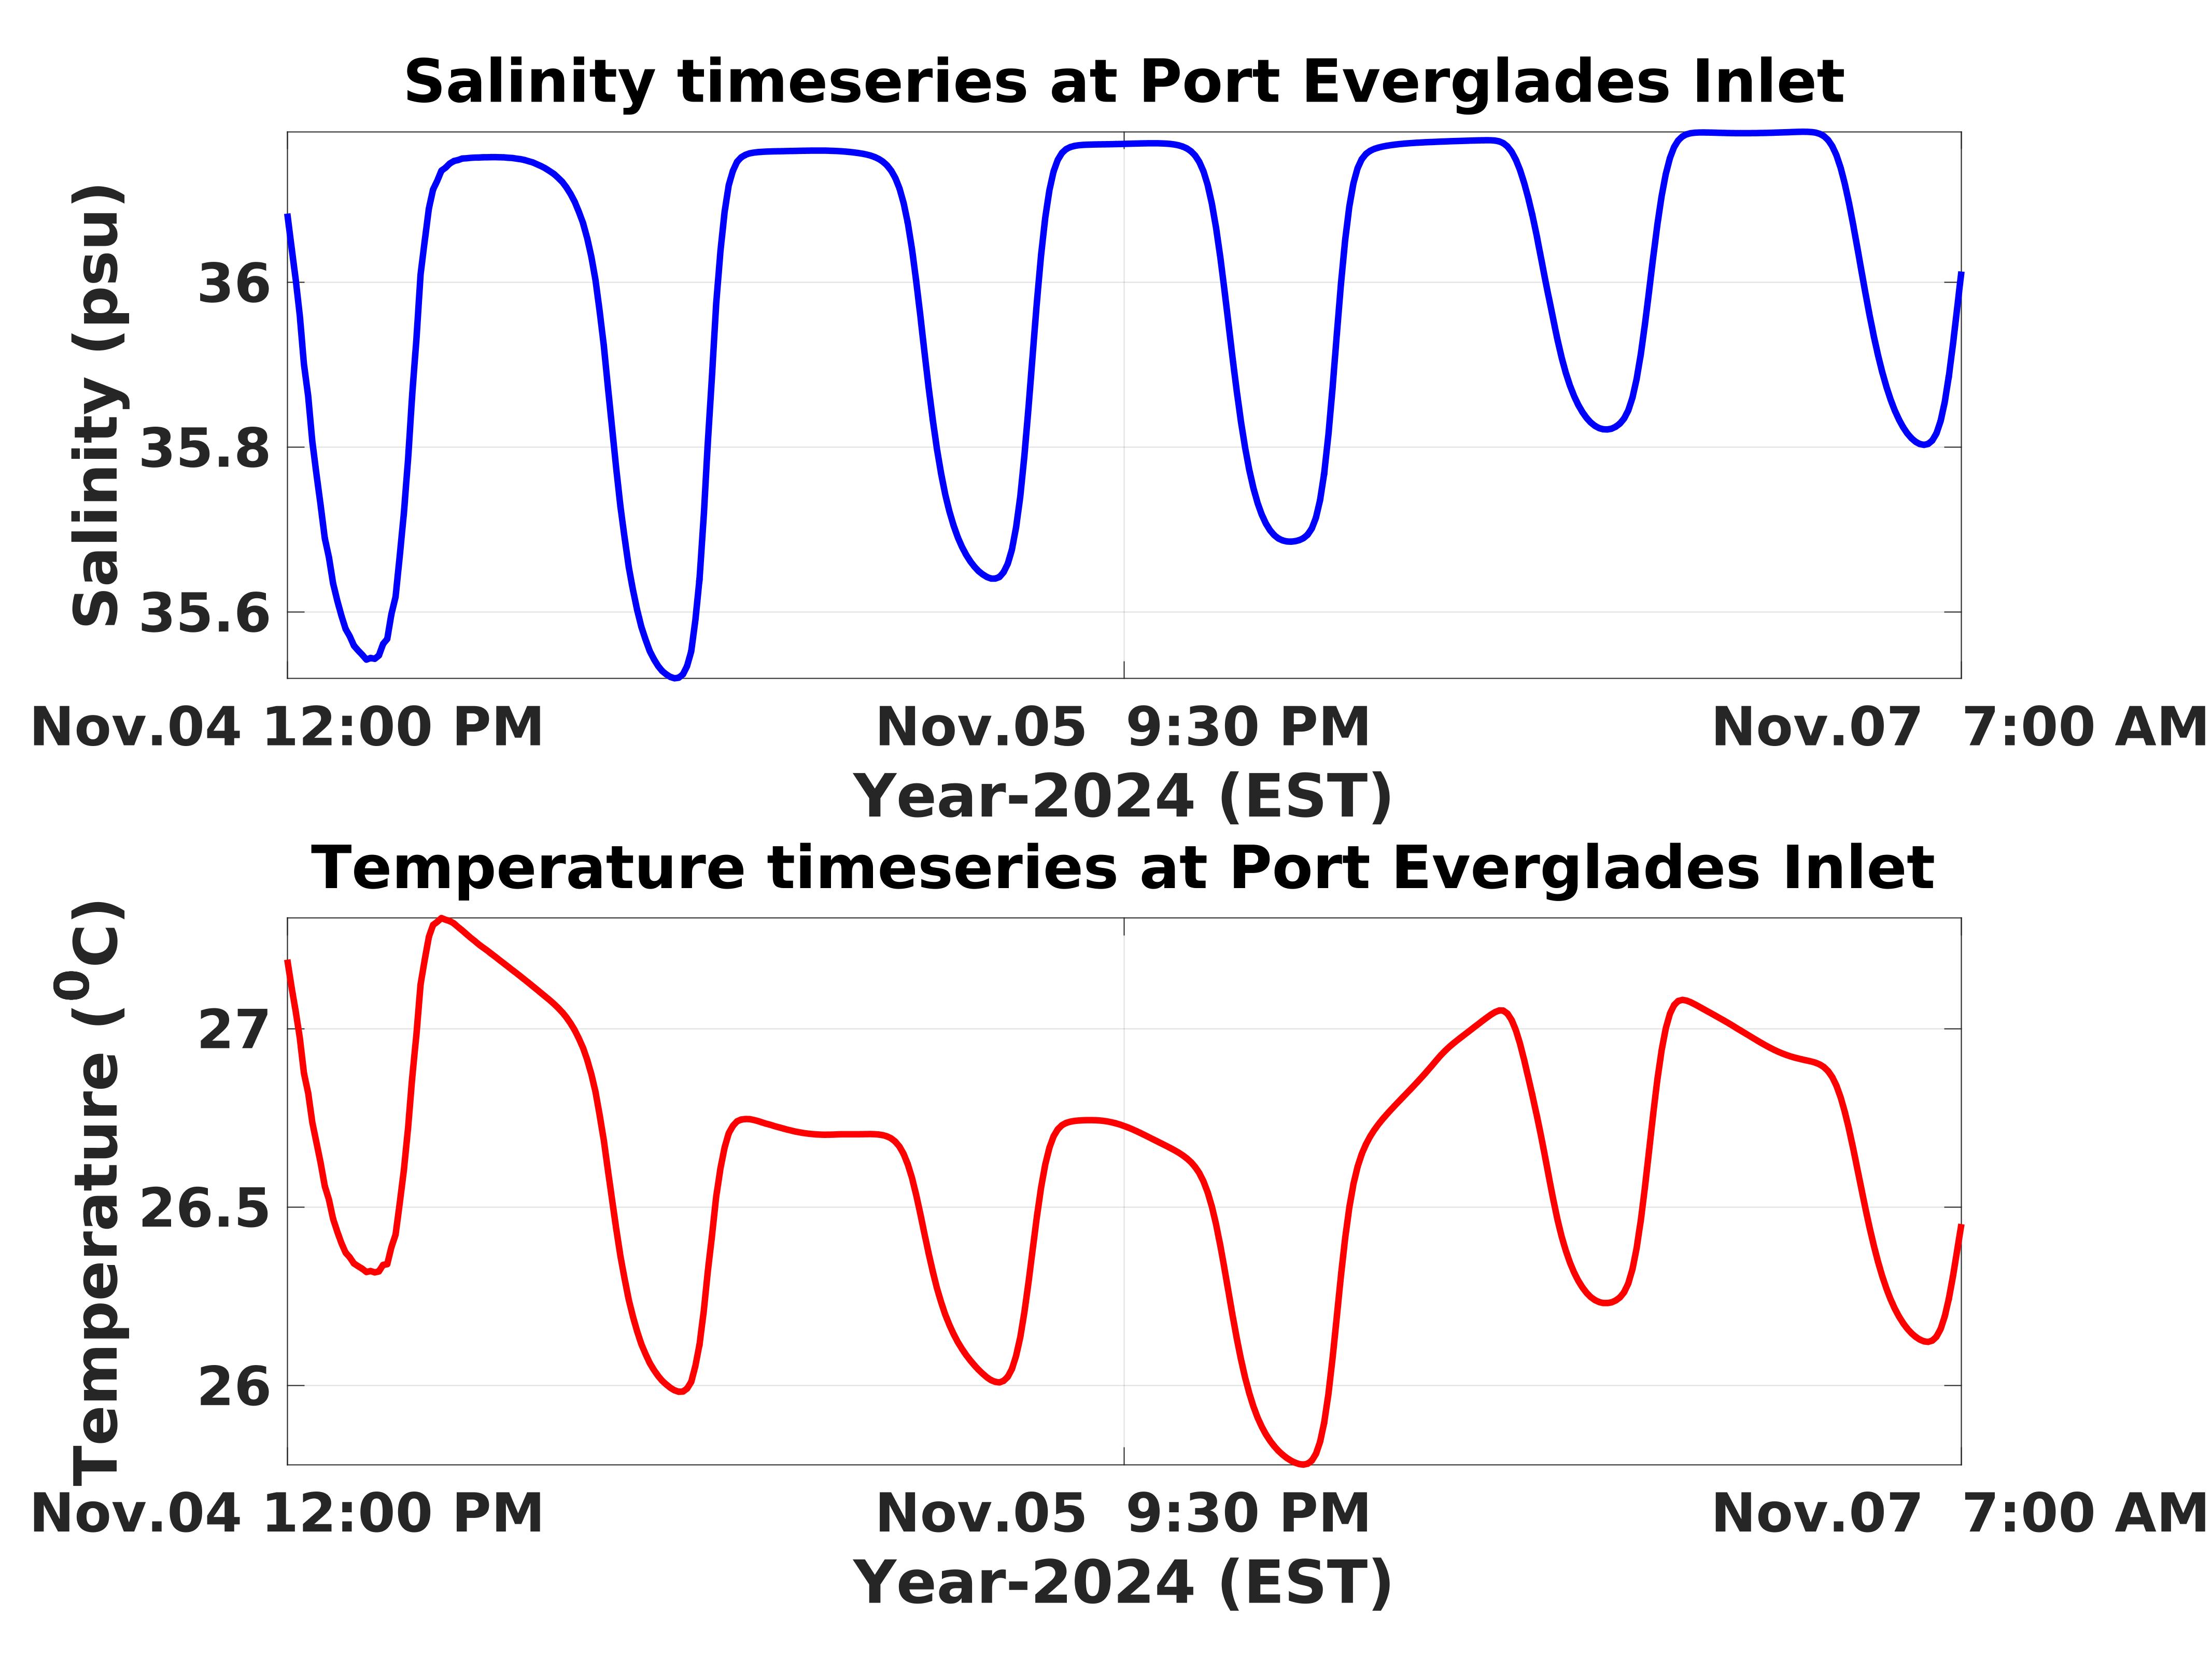 Salinity timeseries at Port Everglades Inlet
Salinity (psu)
36
35.8
35.6
Nov.04 12:00 PM Nov.05  9:30 PM Nov.07  7:00 AM
Year-2024 (EST)
Temperature timeseries at Port Everglades Inlet
Temperature (⁰C)
27
26.5
26
Nov.04 12:00 PM Nov.05  9:30 PM Nov.07  7:00 AM
Year-2024 (EST)